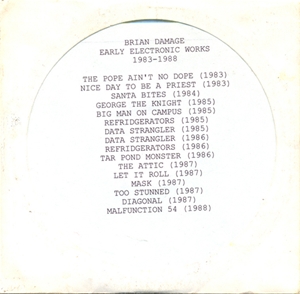 BRIAN DAMAGE
EARLY ELECTRONIC WORKS
1983-1988
THE POPE AIN'T NO DOPE (1983)
NICE DAY TO BE A PRIEST (1983)
SANTA BITES (1984)
GEORGE THE KNIGHT (1985)
BIG MAN ON CAMPUS (1985)
REFRIDGERATORS (1985)
DATA STRANGLER (1985)
DATA STRANGLER (1986)
REFRIDGERATORS (1986)
TAR POND MONSTER (1986)
THE ATTIC (1987)
LET IT ROLL (1987)
MASK (1987)
TOO STUNNED (1987)
DIAGONAL (1987)
MALFUNCTION 54 (1988)